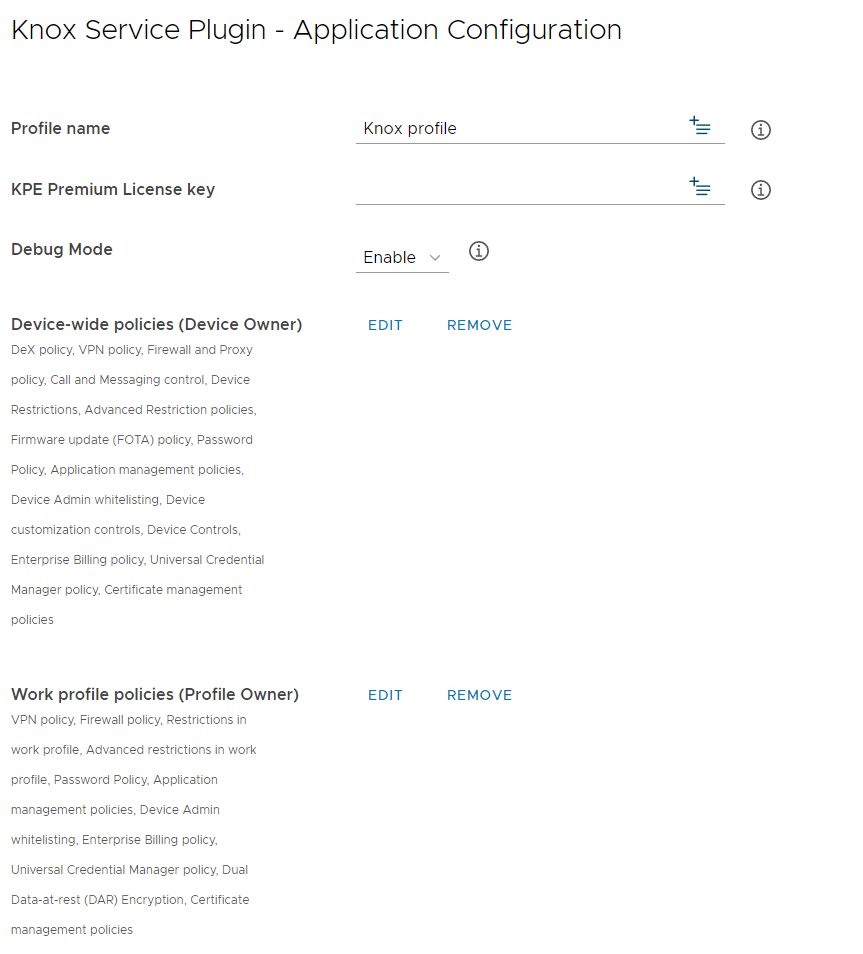 Knox Service Plugin - Application Configuration
Profile name
Knox profile
KPE Premium License key
Debug Mode
Enable
Device-wide policies (Device Owner)
EDIT
REMOVE
DeX policy, VPN policy, Firewall and Proxy
policy, Call and Messaging control, Device
Restrictions, Advanced Restriction policies,
Firmware update (FOTA) policy, Password
Policy, Application management policies,
Device Admin whitelisting, Device
customization controls, Device Controls,
Enterprise Billing policy, Universal Credential
Manager policy, Certificate management
policies
Work profile policies (Profile Owner)
EDIT
REMOVE
VPN policy, Firewall policy, Restrictions in
work profile, Advanced restrictions in work
profile, Password Policy, Application
management policies, Device Admin
whitelisting, Enterprise Billing policy,
Universal Credential Manager policy, Dual
Data-at-rest (DAR) Encryption, Certificate
management policies